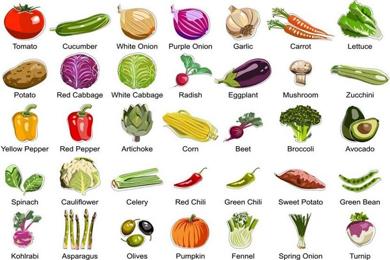 Tomato Cucumber White Onion Purple Onion Garlic Carrot Lettuce
Potato Red Cabbage White Cabbage Radish Eggplant Mushroom Zucchini
Yellow Pepper Red Pepper Artichoke Corn Beet Broccoli Avocado
Spinach Cauliflower Celery Red Chili Green Chili Sweet Potato Green Bean
Kohlrabi Asparagus Olives Pumpkin Fennel Spring Onion Turnip